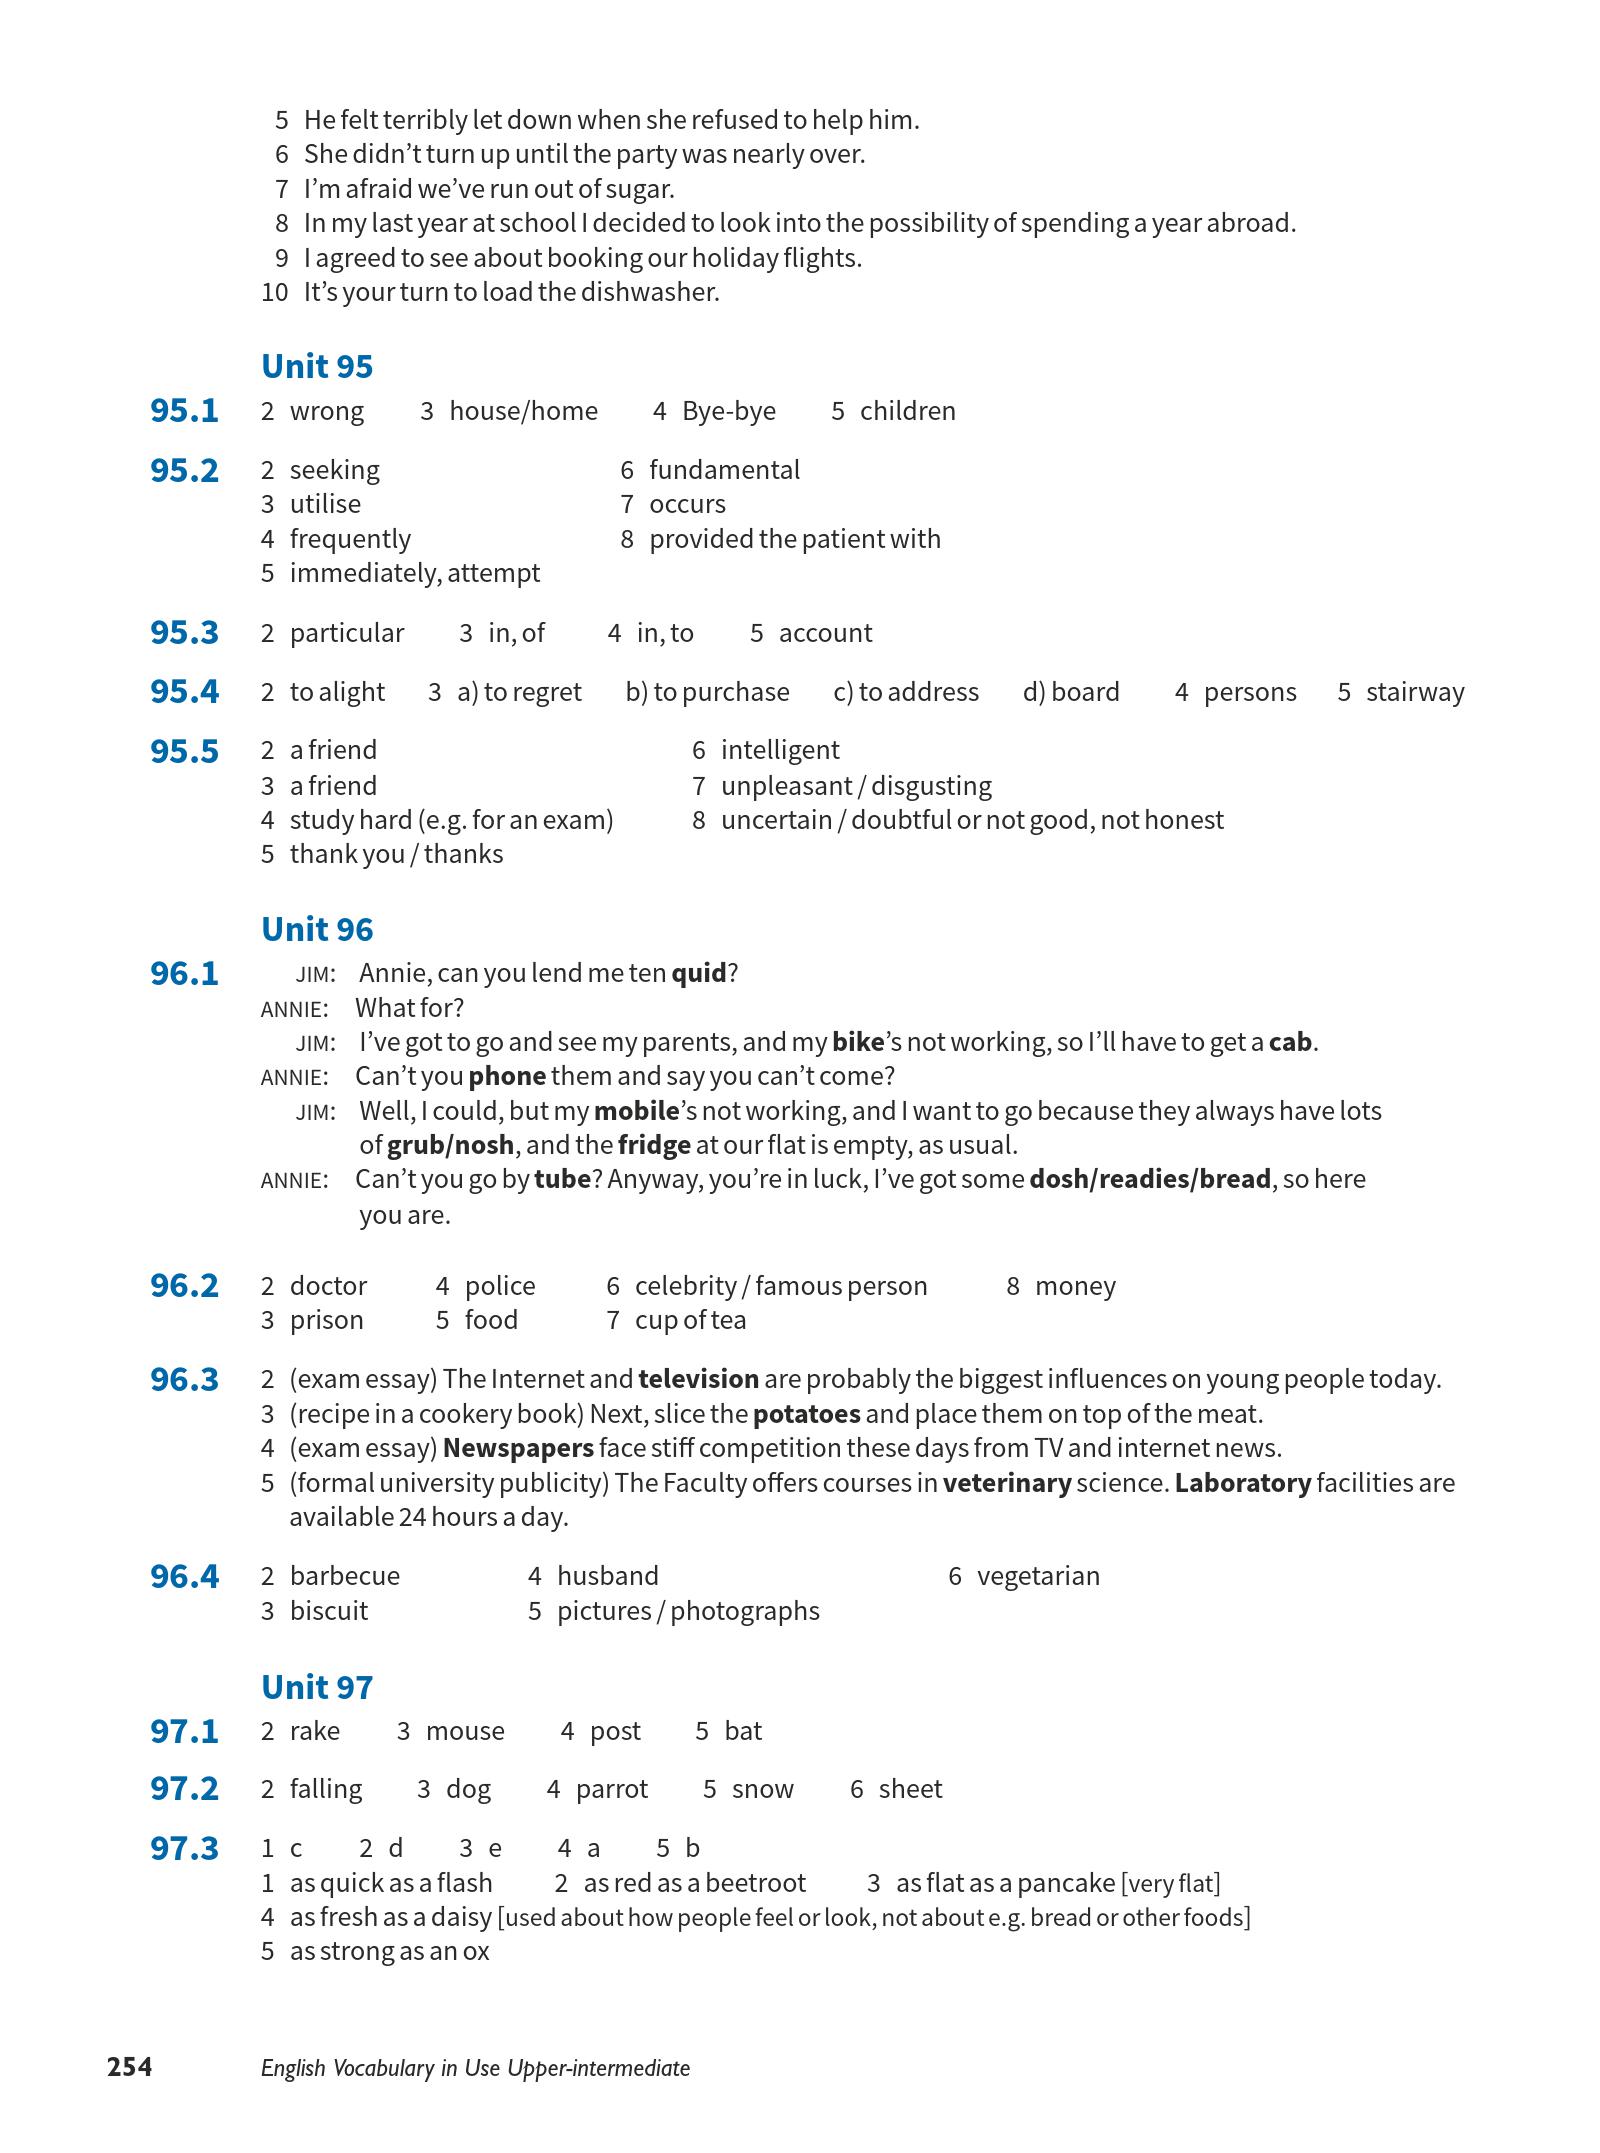 5 He felt terribly let down when she refused to help him.
6 She didn’t turn up until the party was nearly over.
7 I’m afraid we’ve run out of sugar.
8 In my last year at school I decided to look into the possibility of spending a year abroad.
9 I agreed to see about booking our holiday flights.
10 It’s your turn to load the dishwasher.
Unit 95
95.1 2 wrong 3 house/home 4 Bye-bye 5 children
95.2 2 seeking 6 fundamental
3 utilise 7 occurs
4 frequently 8 provided the patient with
5 immediately, attempt
95.3 2 particular 3 in, of 4 in, to 5 account
95.4 2 to alight 3 a) to regret b) to purchase c) to address d) board 4 persons 5 stairway
95.5 2 a friend 6 intelligent
3 a friend 7 unpleasant / disgusting
4 study hard (e.g. for an exam) 8 uncertain / doubtful or not good, not honest
5 thank you / thanks
Unit 96
96.1 JIM: Annie, can you lend me ten quid?
ANNIE: What for?
JIM: I’ve got to go and see my parents, and my bike’s not working, so I’ll have to get a cab.
ANNIE: Can’t you phone them and say you can’t come?
JIM: Well, I could, but my mobile’s not working, and I want to go because they always have lots
of grub/nosh, and the fridge at our flat is empty, as usual.
ANNIE: Can’t you go by tube? Anyway, you’re in luck, I’ve got some dosh/readies/bread, so here
you are.
96.2 2 doctor 4 police 6 celebrity / famous person 8 money
3 prison 5 food 7 cup of tea
96.3 2 (exam essay) The Internet and television are probably the biggest influences on young people today.
3 (recipe in a cookery book) Next, slice the potatoes and place them on top of the meat.
4 (exam essay) Newspapers face stiff competition these days from TV and internet news.
5 (formal university publicity) The Faculty offers courses in veterinary science. Laboratory facilities are
available 24 hours a day.
96.4 2 barbecue 4 husband 6 vegetarian
3 biscuit 5 pictures / photographs
Unit 97
97.1 2 rake 3 mouse 4 post 5 bat
97.2 2 falling 3 dog 4 parrot 5 snow 6 sheet
97.3 1 c 2 d 3 e 4 a 5 b
1 as quick as a flash 2 as red as a beetroot 3 as flat as a pancake [very flat]
4 as fresh as a daisy [used about how people feel or look, not about e.g. bread or other foods]
5 as strong as an ox
254 English Vocabulary in Use Upper-intermediate